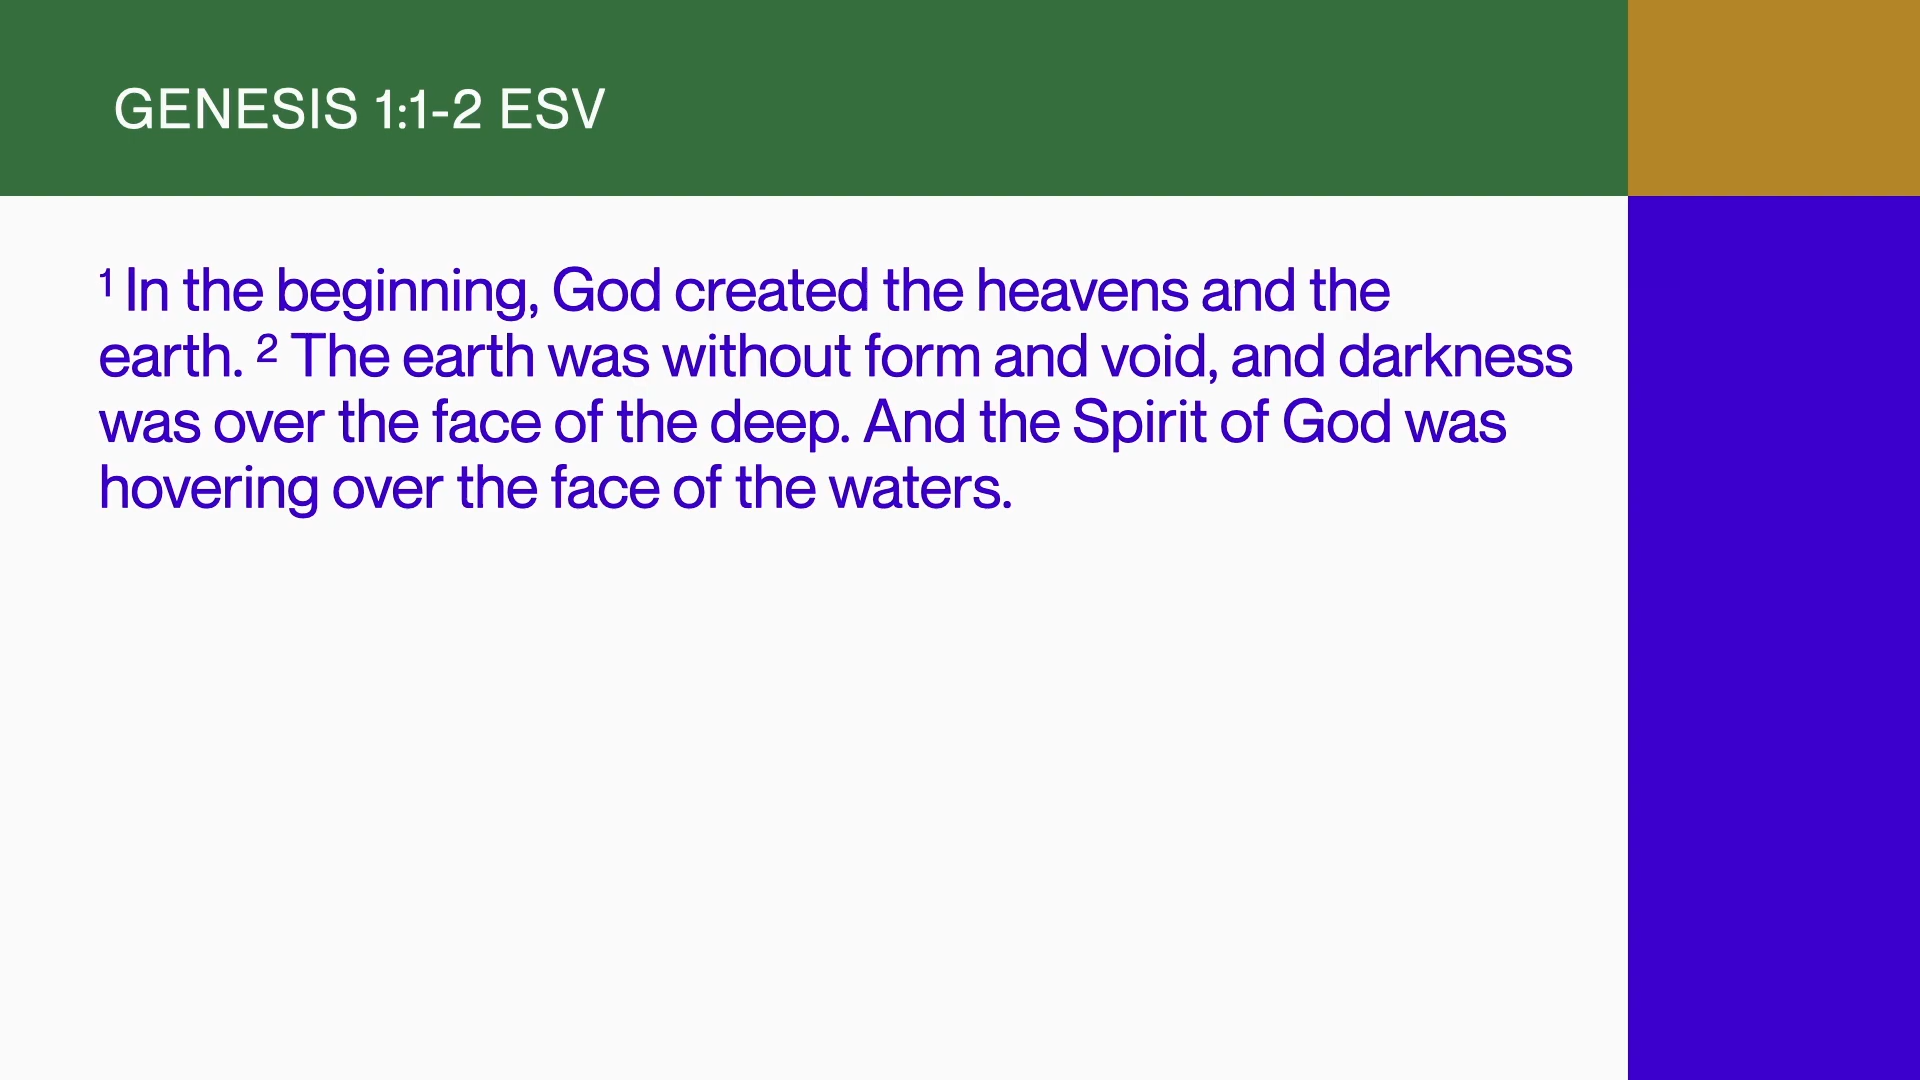 GENESIS 1:1-2 ESV
1 In the beginning, God created the heavens and the
earth. 2 The earth was without form and void, and darkness
was over the face of the deep. And the Spirit of God was
hovering over the face of the waters.